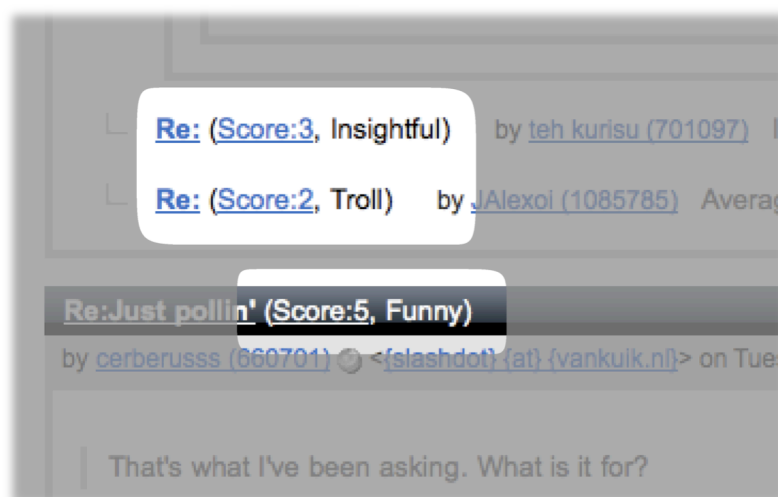 Re: (Score:3, Insightful) by teh kurisu (701097)
Re: (Score:2, Troll) by JAlexoi (1085785) Averag
Re:Just pollin' (Score:5, Funny)
by cerberusss (660701) <{slashdot} {at} {vankuik.nl}> on Tue
That's what I've been asking. What is it for?